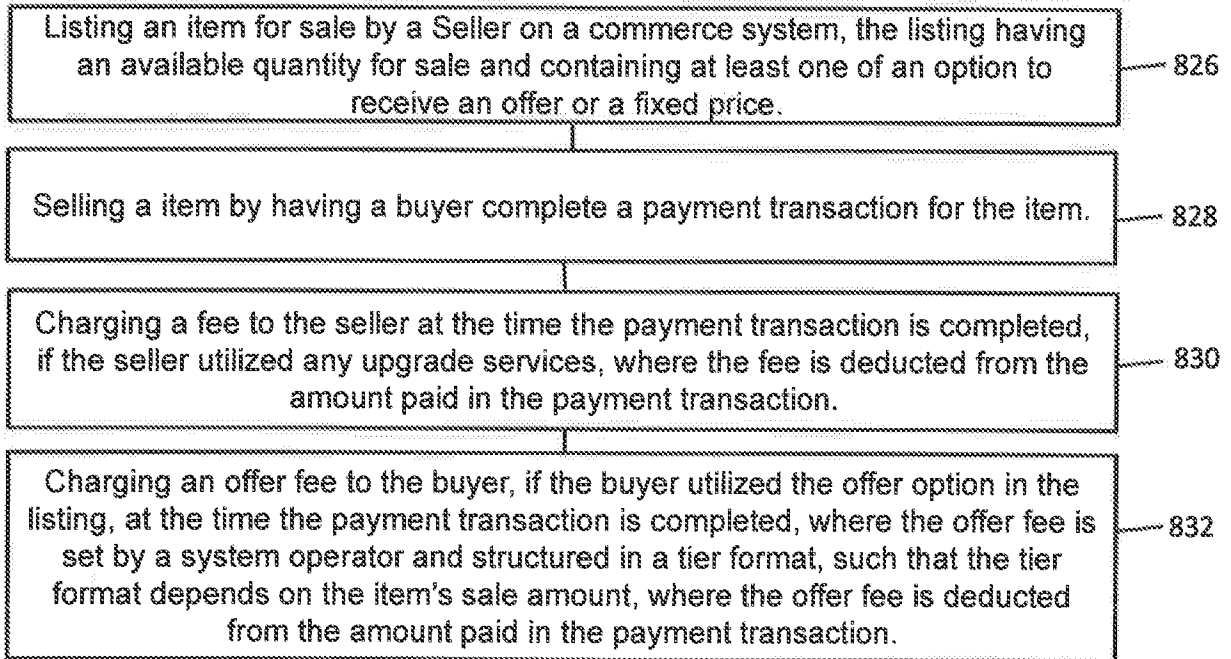 Listing an item for sale by a Seller on a commerce system, the listing having
an available quantity for sale and containing at least one of an option to
receive an offer or a fixed price.
826
Selling a item by having a buyer complete a payment transaction for the item.
828
Charging a fee to the seller at the time the payment transaction is completed,
if the seller utilized any upgrade services, where the fee is deducted from the
amount paid in the payment transaction.
830
Charging an offer fee to the buyer, if the buyer utilized the offer option in the
listing, at the time the payment transaction is completed, where the offer fee is
set by a system operator and structured in a tier format, such that the tier
format depends on the item's sale amount, where the offer fee is deducted
from the amount paid in the payment transaction.
832